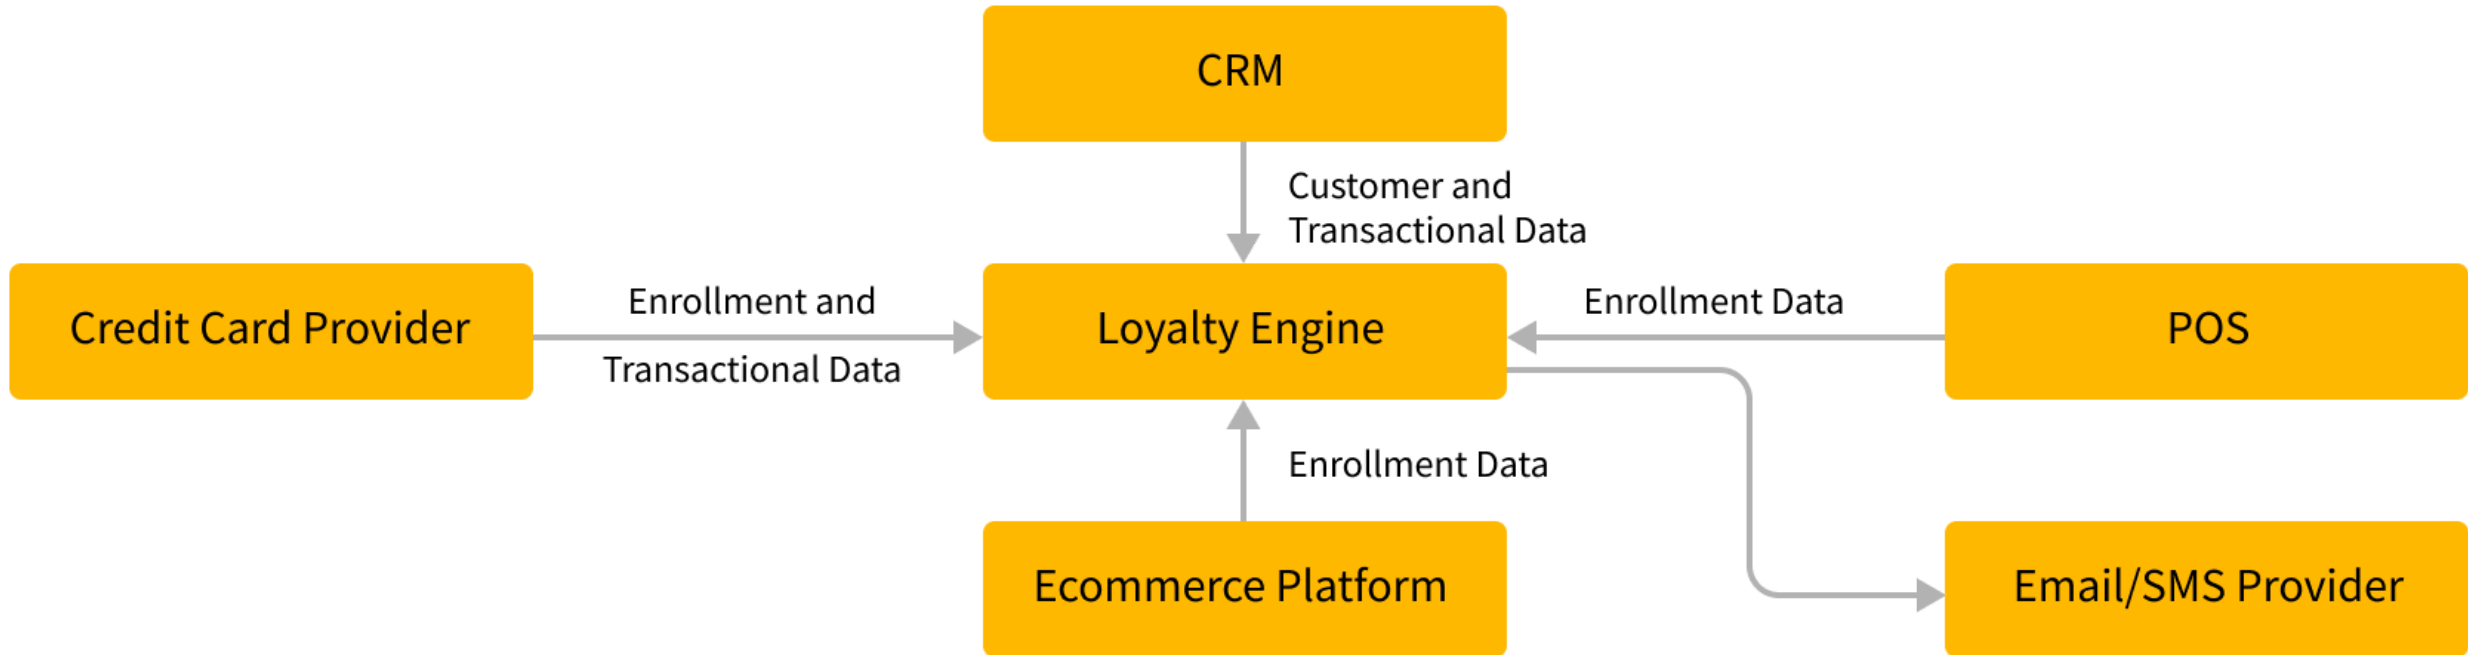 CRM
Customer and
Transactional Data
Credit Card Provider
Enrollment and
Transactional Data
Loyalty Engine
Enrollment Data
POS
Enrollment Data
Ecommerce Platform
Email/SMS Provider